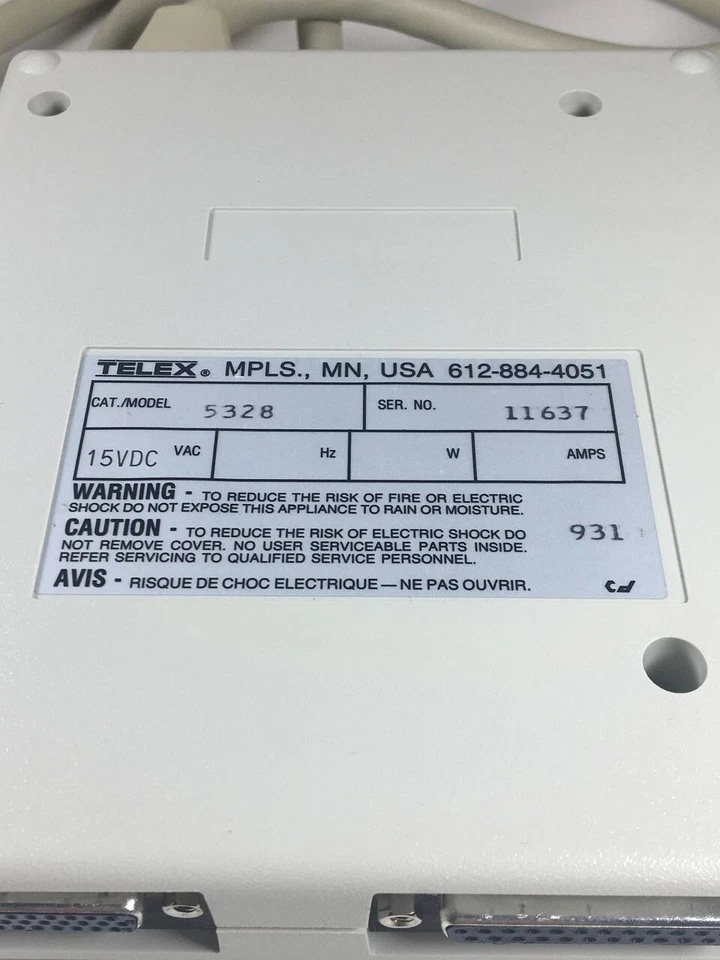 TELEX® MPLS., MN, USA 612-884-4051
CAT./MODEL 5328 SER. NO. 11637
15VDC VAC Hz W AMPS
WARNING - TO REDUCE THE RISK OF FIRE OR ELECTRIC
SHOCK DO NOT EXPOSE THIS APPLIANCE TO RAIN OR MOISTURE.
CAUTION - TO REDUCE THE RISK OF ELECTRIC SHOCK DO
NOT REMOVE COVER. NO USER SERVICEABLE PARTS INSIDE.
REFER SERVICING TO QUALIFIED SERVICE PERSONNEL.
931
AVIS - RISQUE DE CHOC ELECTRIQUE — NE PAS OUVRIR.